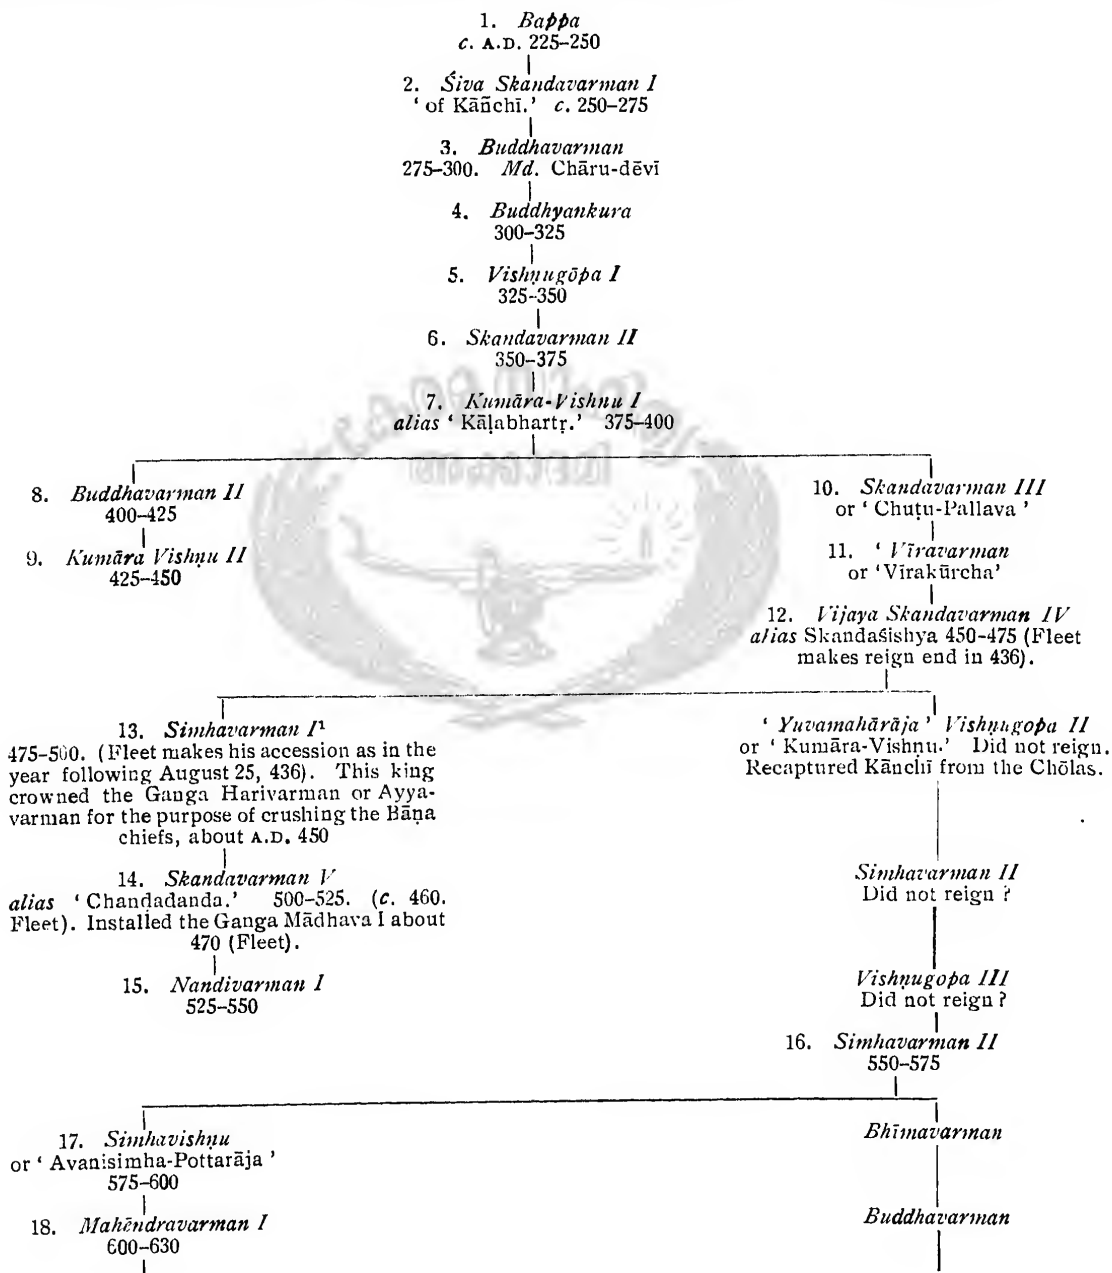 1. Bappa
c. A.D. 225–250
2. Śiva Skandavarman I
' of Kāñchī.' c. 250–275
3. Buddhavarman
275–300. Md. Chāru-dēvī
4. Buddhyankura
300–325
5. Vishṇugōpa I
325–350
6. Skandavarman II
350–375
7. Kumāra-Vishnu I
alias ' Kāḷabhartṛ.' 375–400
8. Buddhavarman II
400–425
9. Kumāra Vishṇu II
425–450
10. Skandavarman III
or ' Chuṭu-Pallava '
11. ' Vīravarman
or 'Vīrakūrcha'
12. Vijaya Skandavarman IV
alias Skandaśishya 450–475 (Fleet
makes reign end in 436).
13. Simhavarman I¹
475–500. (Fleet makes his accession as in the
year following August 25, 436). This king
crowned the Ganga Harivarman or Ayya-
varman for the purpose of crushing the Bāṇa
chiefs, about A.D. 450
14. Skandavarman V
alias ' Chaṇḍadanda.' 500–525. (c. 460.
Fleet). Installed the Ganga Mādhava I about
470 (Fleet).
15. Nandivarman I
525–550
' Yuvamahārāja ' Vishṇugopa II
or ' Kumāra-Vishṇu.' Did not reign.
Recaptured Kānchī from the Chōlas.
Simhavarman II
Did not reign ?
Vishṇugopa III
Did not reign ?
16. Simhavarman II
550–575
17. Simhavishṇu
or ' Avanisimha-Pottarāja '
575–600
18. Mahēndravarman I
600–630
Bhīmavarman
Buddhavarman